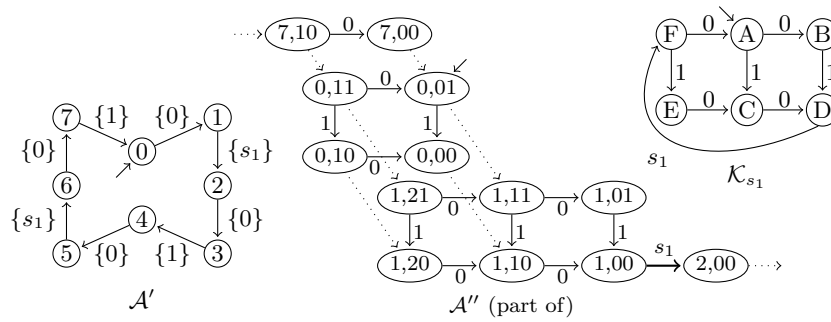 7,10 0 7,00
F 0 A 0 B
0,11 0 0,01
1 1 1
7 {1} {0} 1
E 0 C 0 D
0
1 1
{0} {s₁}
0,10 0 0,00
s₁
𝒦ₛ₁
6 2
1,21 0 1,11 0 1,01
{s₁} 4 {0}
1 1 1
5 {0} {1} 3
1,20 0 1,10 0 1,00 s₁ 2,00
𝒜′
𝒜″ (part of)